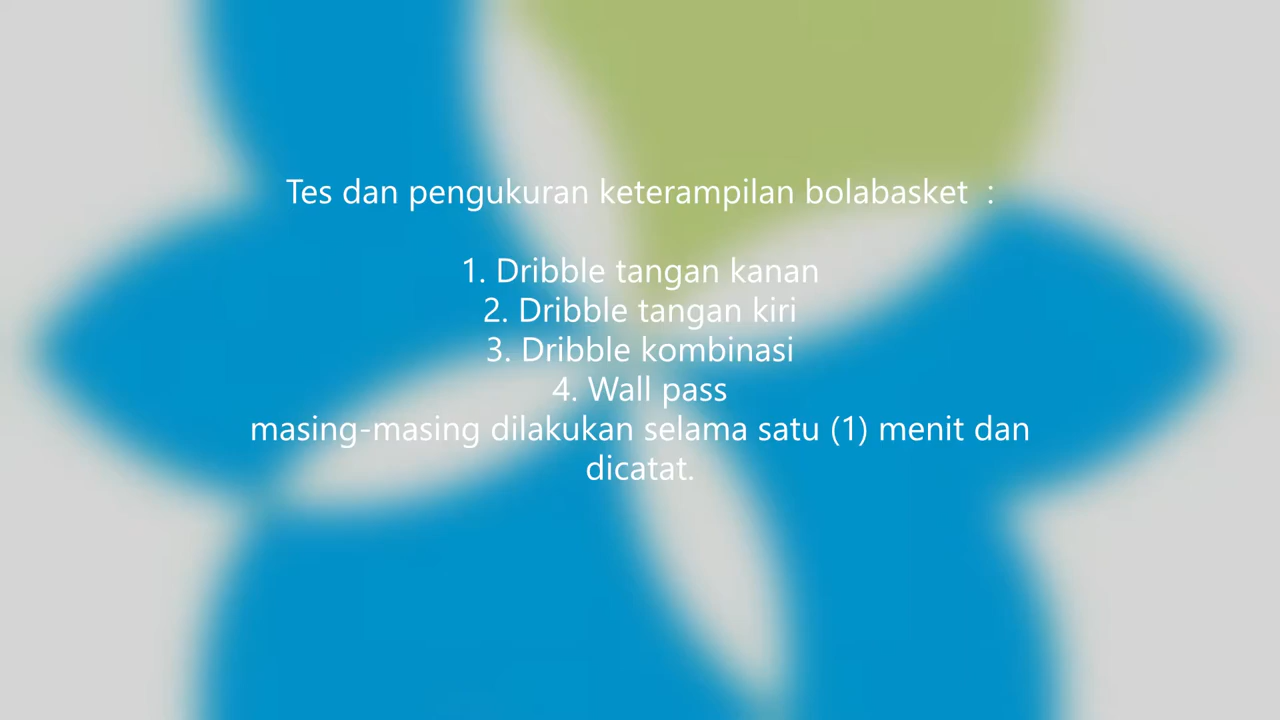 Tes dan pengukuran keterampilan bolabasket  :
1. Dribble tangan kanan
2. Dribble tangan kiri
3. Dribble kombinasi
4. Wall pass
masing-masing dilakukan selama satu (1) menit dan
dicatat.